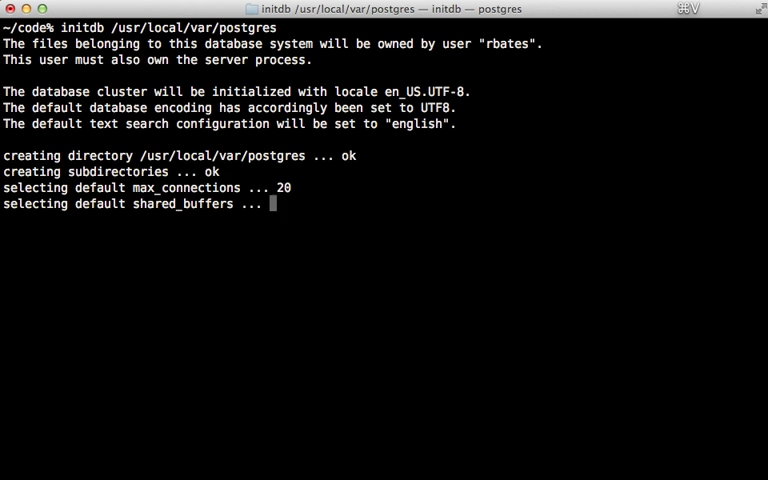 initdb /usr/local/var/postgres — initdb — postgres
⌘V
~/code% initdb /usr/local/var/postgres
The files belonging to this database system will be owned by user "rbates".
This user must also own the server process.
The database cluster will be initialized with locale en_US.UTF-8.
The default database encoding has accordingly been set to UTF8.
The default text search configuration will be set to "english".
creating directory /usr/local/var/postgres ... ok
creating subdirectories ... ok
selecting default max_connections ... 20
selecting default shared_buffers ...